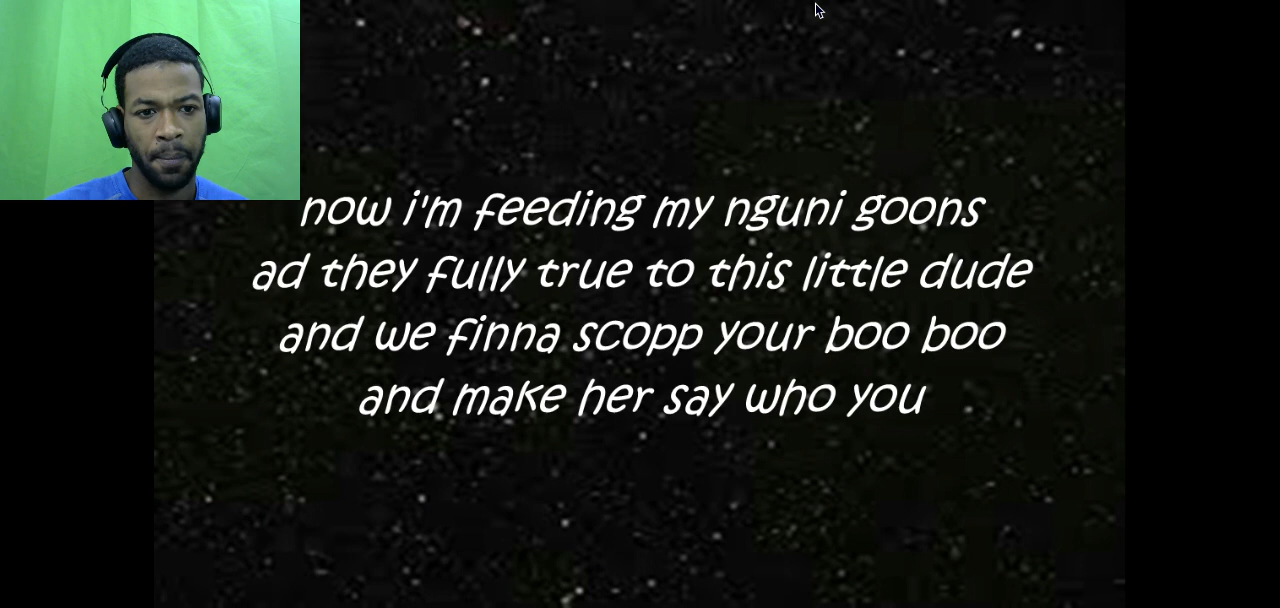 now i'm feeding my nguni goons
ad they fully true to this little dude
and we finna scopp your boo boo
and make her say who you